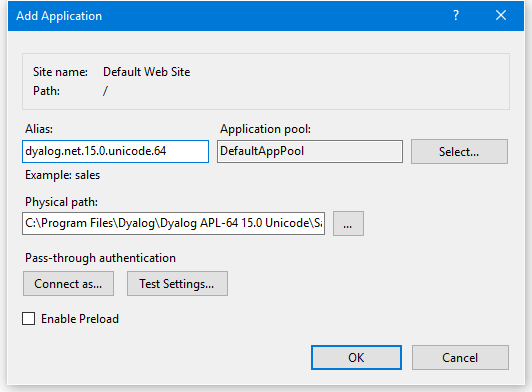 Add Application
? ×
Site name: Default Web Site
Path: /
Alias: Application pool:
dyalog.net.15.0.unicode.64 DefaultAppPool Select...
Example: sales
Physical path:
C:\Program Files\Dyalog\Dyalog APL-64 15.0 Unicode\Sa ...
Pass-through authentication
Connect as... Test Settings...
Enable Preload
OK Cancel